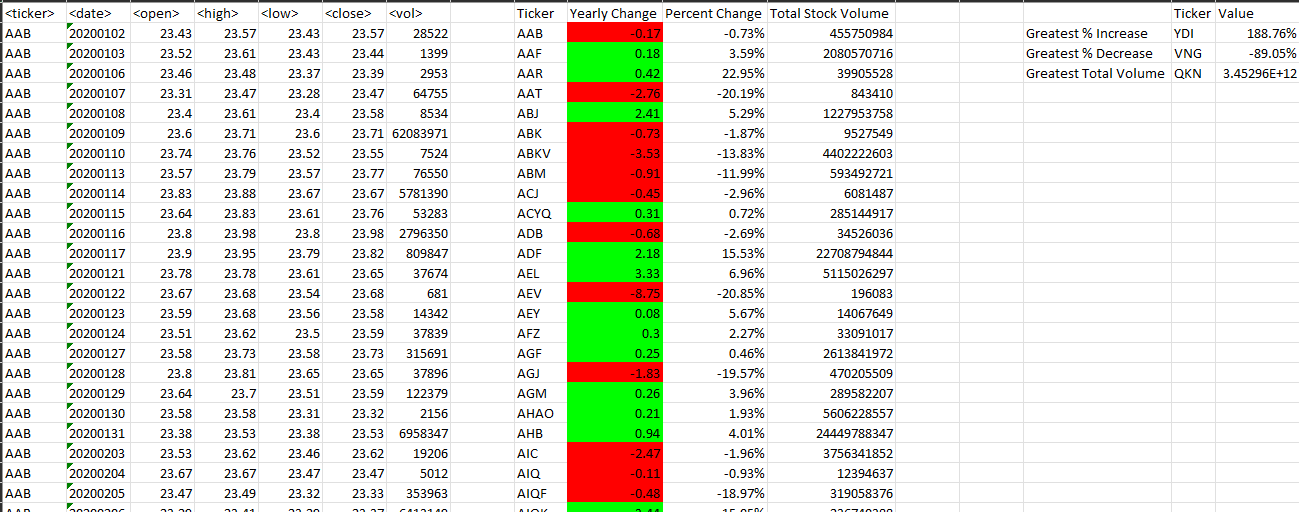 <ticker> <date> <open> <high> <low> <close> <vol> Ticker Yearly Change Percent Change Total Stock Volume Ticker Value
AAB 20200102 23.43 23.57 23.43 23.57 28522 AAB -0.17 -0.73% 455750984 Greatest % Increase YDI 188.76%
AAB 20200103 23.52 23.61 23.43 23.44 1399 AAF 0.18 3.59% 2080570716 Greatest % Decrease VNG -89.05%
AAB 20200106 23.46 23.48 23.37 23.39 2953 AAR 0.42 22.95% 39905528 Greatest Total Volume QKN 3.45296E+12
AAB 20200107 23.31 23.47 23.28 23.47 64755 AAT -2.76 -20.19% 843410
AAB 20200108 23.4 23.61 23.4 23.58 8534 ABJ 2.41 5.29% 1227953758
AAB 20200109 23.6 23.71 23.6 23.71 62083971 ABK -0.73 -1.87% 9527549
AAB 20200110 23.74 23.76 23.52 23.55 7524 ABKV -3.53 -13.83% 4402222603
AAB 20200113 23.57 23.79 23.57 23.77 76550 ABM -0.91 -11.99% 593492721
AAB 20200114 23.83 23.88 23.67 23.67 5781390 ACJ -0.45 -2.96% 6081487
AAB 20200115 23.64 23.83 23.61 23.76 53283 ACYQ 0.31 0.72% 285144917
AAB 20200116 23.8 23.98 23.8 23.98 2796350 ADB -0.68 -2.69% 34526036
AAB 20200117 23.9 23.95 23.79 23.82 809847 ADF 2.18 15.53% 22708794844
AAB 20200121 23.78 23.78 23.61 23.65 37674 AEL 3.33 6.96% 5115026297
AAB 20200122 23.67 23.68 23.54 23.68 681 AEV -8.75 -20.85% 196083
AAB 20200123 23.59 23.68 23.56 23.58 14342 AEY 0.08 5.67% 14067649
AAB 20200124 23.51 23.62 23.5 23.59 37839 AFZ 0.3 2.27% 33091017
AAB 20200127 23.58 23.73 23.58 23.73 315691 AGF 0.25 0.46% 2613841972
AAB 20200128 23.8 23.81 23.65 23.65 37896 AGJ -1.83 -19.57% 470205509
AAB 20200129 23.64 23.7 23.51 23.59 122379 AGM 0.26 3.96% 289582207
AAB 20200130 23.58 23.58 23.31 23.32 2156 AHAO 0.21 1.93% 5606228557
AAB 20200131 23.38 23.53 23.38 23.53 6958347 AHB 0.94 4.01% 24449788347
AAB 20200203 23.53 23.62 23.46 23.62 19206 AIC -2.47 -1.96% 3756341852
AAB 20200204 23.67 23.67 23.47 23.47 5012 AIQ -0.11 -0.93% 12394637
AAB 20200205 23.47 23.49 23.32 23.33 353963 AIQF -0.48 -18.97% 319058376